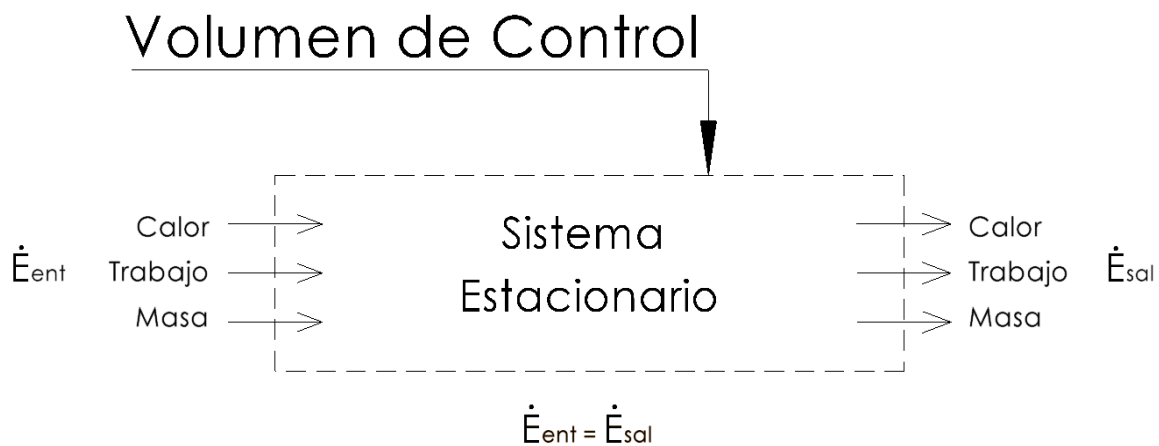 Volumen de Control
Sistema
Estacionario
Calor
Ėent Trabajo
Masa
Calor
Trabajo Ėsal
Masa
Ėent = Ėsal